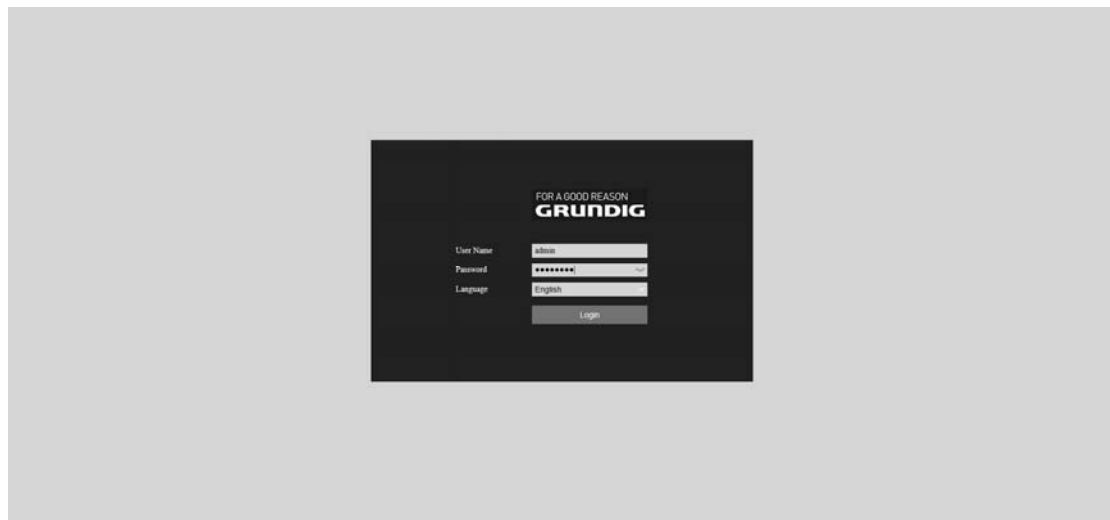 FOR A GOOD REASON
GRUNDIG
User Name admin
Password ••••••••
Language English
Login